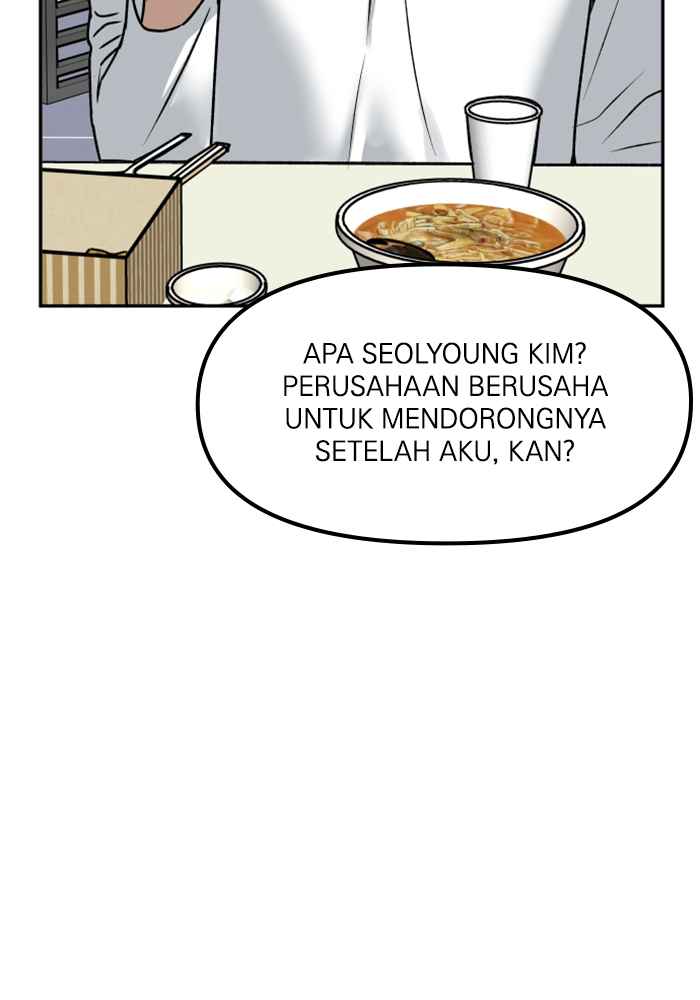 APA SEOLYOUNG KIM?
PERUSAHAAN BERUSAHA
UNTUK MENDORONGNYA
SETELAH AKU, KAN?